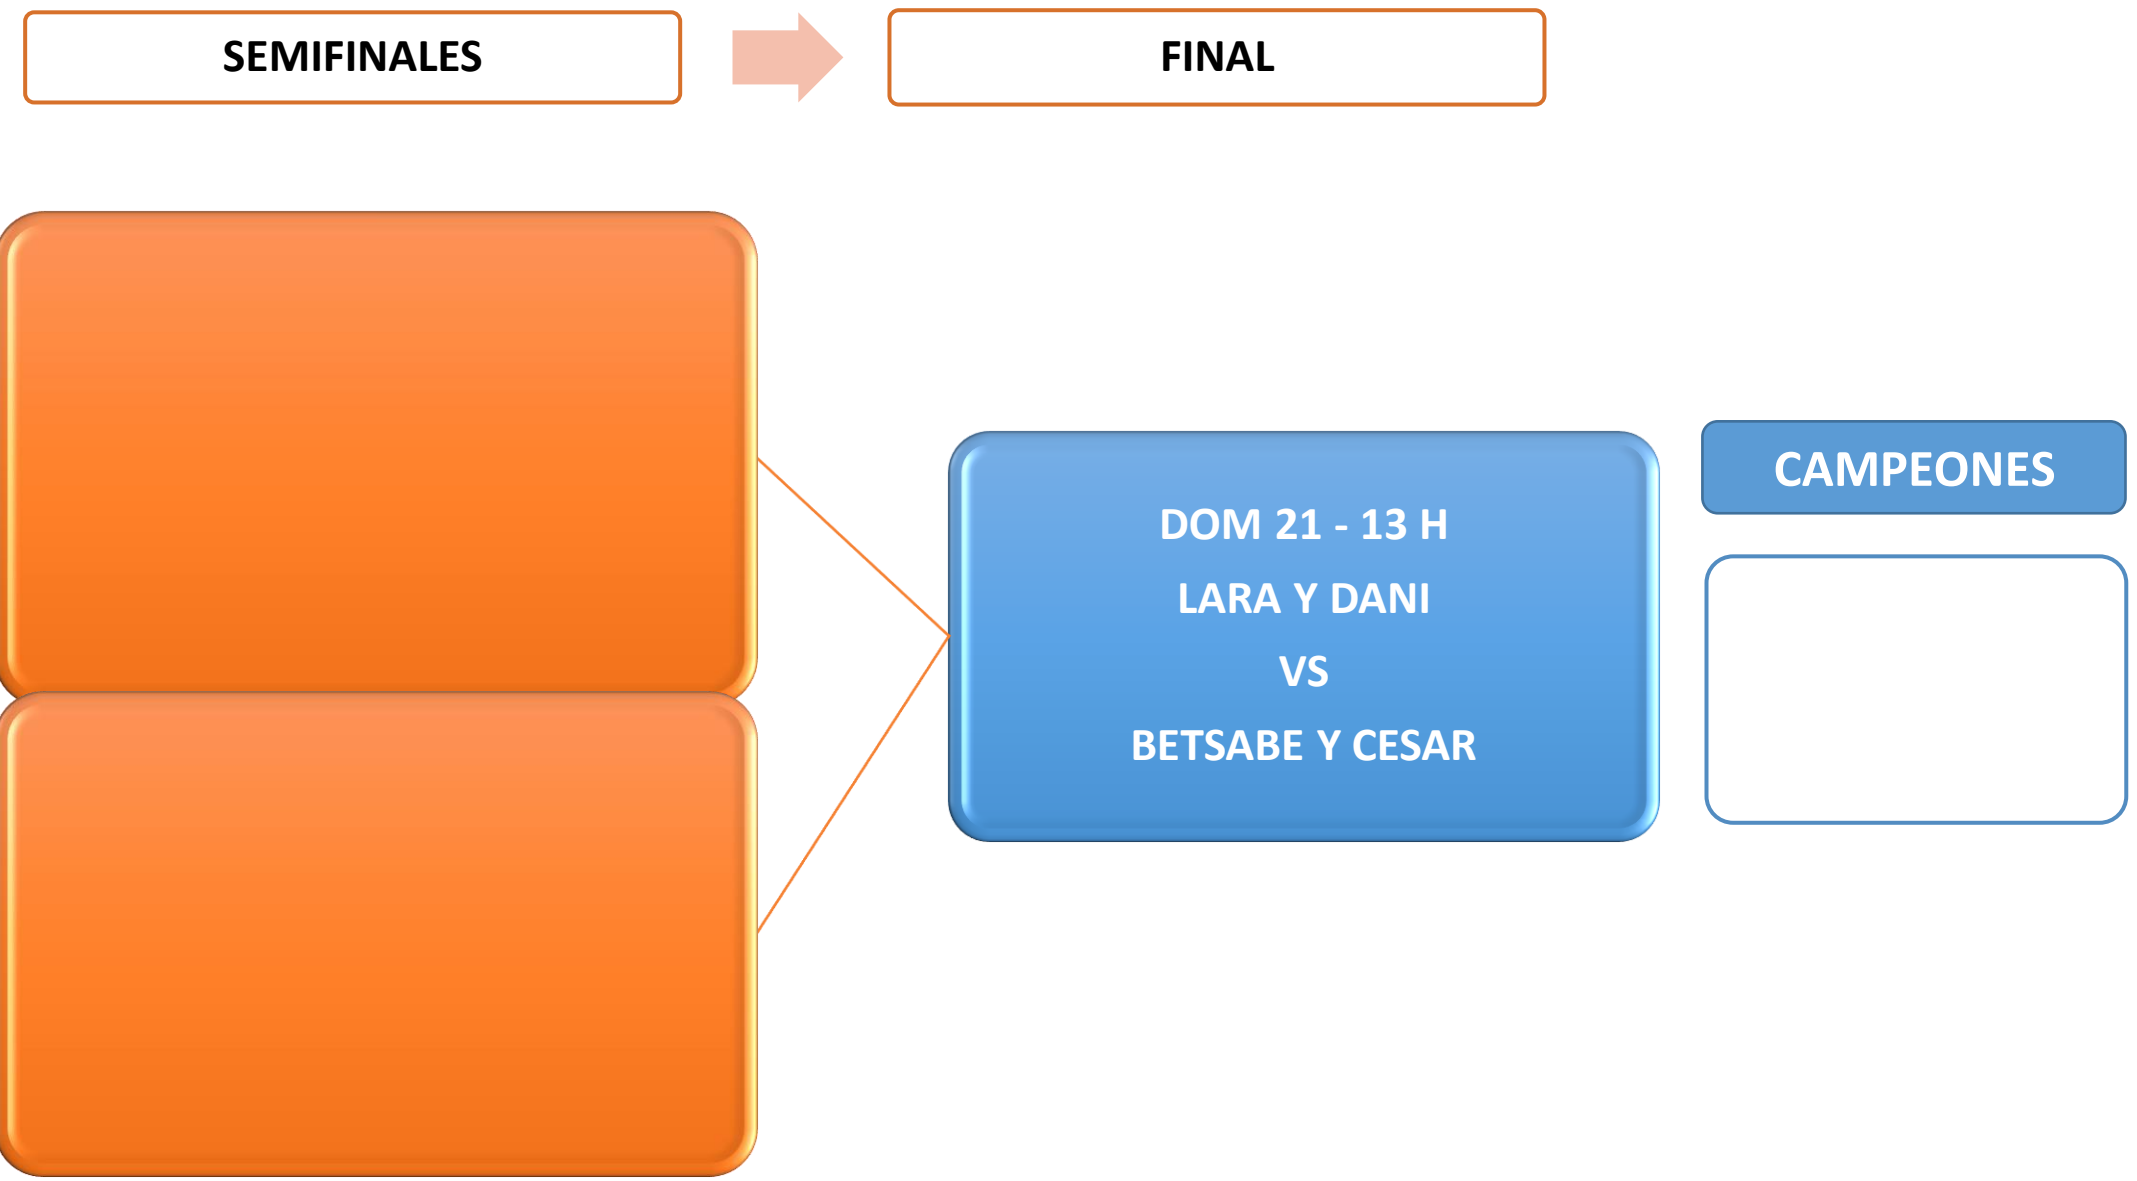 SEMIFINALES
FINAL
DOM 21 - 13 H
LARA Y DANI
VS
BETSABE Y CESAR
CAMPEONES